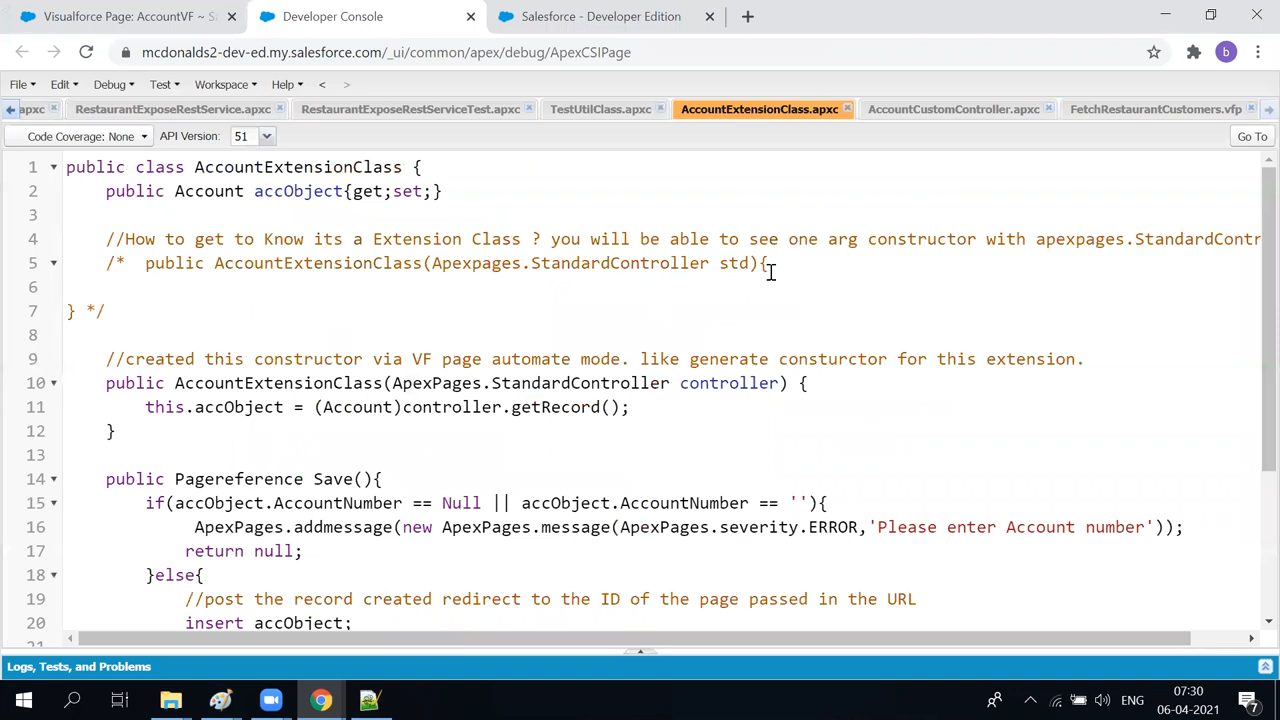 Visualforce Page: AccountVF ~ S
Developer Console
Salesforce - Developer Edition
mcdonalds2-dev-ed.my.salesforce.com/_ui/common/apex/debug/ApexCSIPage
b
File Edit Debug Test Workspace Help < >
apxc RestaurantExposeRestService.apxc RestaurantExposeRestServiceTest.apxc TestUtilClass.apxc AccountExtensionClass.apxc AccountCustomController.apxc FetchRestaurantCustomers.vfp
Code Coverage: None API Version: 51 Go To
1 public class AccountExtensionClass {
2 public Account accObject{get;set;}
3
4 //How to get to Know its a Extension Class ? you will be able to see one arg constructor with apexpages.StandardContr
5 /* public AccountExtensionClass(Apexpages.StandardController std){
6
7 } */
8
9 //created this constructor via VF page automate mode. like generate consturctor for this extension.
10 public AccountExtensionClass(ApexPages.StandardController controller) {
11 this.accObject = (Account)controller.getRecord();
12 }
13
14 public Pagereference Save(){
15 if(accObject.AccountNumber == Null || accObject.AccountNumber == ''){
16 ApexPages.addmessage(new ApexPages.message(ApexPages.severity.ERROR,'Please enter Account number'));
17 return null;
18 }else{
19 //post the record created redirect to the ID of the page passed in the URL
20 insert accObject;
21
Logs, Tests, and Problems
ENG
07:30
06-04-2021
7